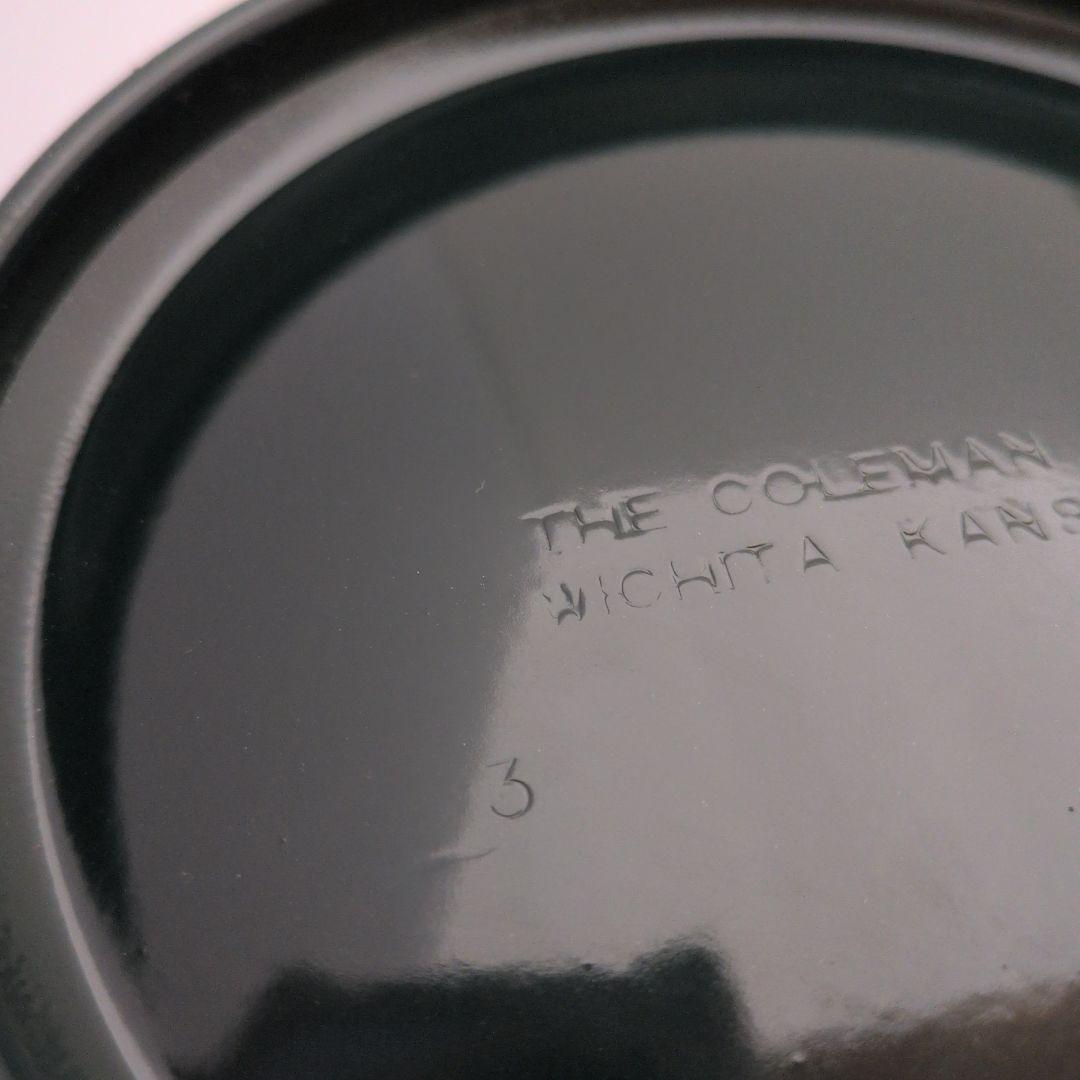 THE COLEMAN
WICHITA KANS
3